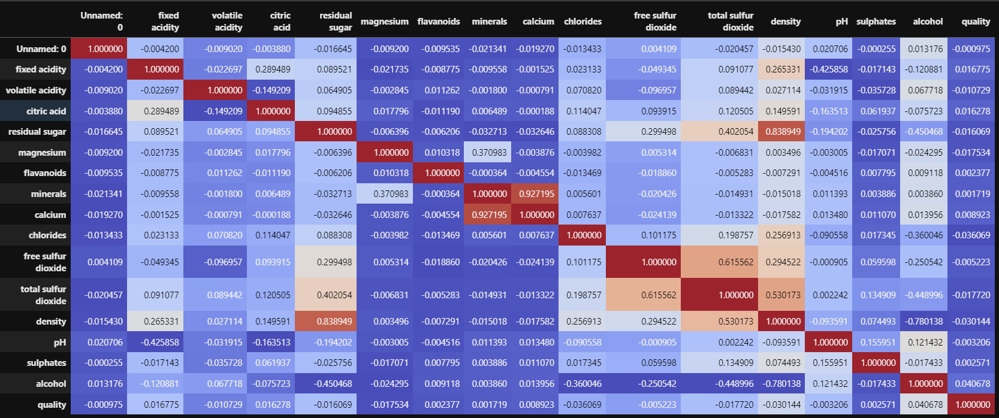 Unnamed: 0 fixed acidity volatile acidity citric acid residual sugar magnesium flavanoids minerals calcium chlorides free sulfur dioxide total sulfur dioxide density pH sulphates alcohol quality
Unnamed: 0 1.000000 -0.004200 -0.009020 -0.003880 -0.016645 -0.009200 -0.009535 -0.021341 -0.019270 -0.013433 0.004109 -0.020457 -0.015430 0.020706 -0.000255 0.013176 -0.000975
fixed acidity -0.004200 1.000000 -0.022697 0.289489 0.089521 -0.021735 -0.008775 -0.009558 -0.001525 0.023133 -0.049345 0.091077 0.265331 -0.425858 -0.017143 -0.120881 0.016775
volatile acidity -0.009020 -0.022697 1.000000 -0.149209 0.064905 -0.002845 0.011262 -0.001800 -0.000791 0.070820 -0.096957 0.089442 0.027114 -0.031915 -0.035728 0.067718 -0.010729
citric acid -0.003880 0.289489 -0.149209 1.000000 0.094855 0.017796 -0.011190 0.006489 -0.000188 0.114047 0.093915 0.120505 0.149591 -0.163513 0.061937 -0.075723 0.016278
residual sugar -0.016645 0.089521 0.064905 0.094855 1.000000 -0.006396 -0.006206 -0.032713 -0.032646 0.088308 0.299498 0.402054 0.838949 -0.194202 -0.025756 -0.450468 -0.016069
magnesium -0.009200 -0.021735 -0.002845 0.017796 -0.006396 1.000000 0.010318 0.370983 -0.003876 -0.003982 0.005314 -0.006831 0.003496 -0.003005 -0.017071 -0.024295 -0.017534
flavanoids -0.009535 -0.008775 0.011262 -0.011190 -0.006206 0.010318 1.000000 -0.000364 -0.004554 -0.013469 -0.018860 -0.005283 -0.007291 -0.004516 0.007795 0.009118 0.002377
minerals -0.021341 -0.009558 -0.001800 0.006489 -0.032713 0.370983 -0.000364 1.000000 0.927195 0.005601 -0.020426 -0.014931 -0.015018 0.011393 0.003886 0.003860 0.001719
calcium -0.019270 -0.001525 -0.000791 -0.000188 -0.032646 -0.003876 -0.004554 0.927195 1.000000 0.007637 -0.024139 -0.013322 -0.017582 0.013480 0.011070 0.013956 0.008923
chlorides -0.013433 0.023133 0.070820 0.114047 0.088308 -0.003982 -0.013469 0.005601 0.007637 1.000000 0.101175 0.198757 0.256913 -0.090558 0.017345 -0.360046 -0.036069
free sulfur dioxide 0.004109 -0.049345 -0.096957 0.093915 0.299498 0.005314 -0.018860 -0.020426 -0.024139 0.101175 1.000000 0.615562 0.294522 -0.000905 0.059598 -0.250542 -0.005223
total sulfur dioxide -0.020457 0.091077 0.089442 0.120505 0.402054 -0.006831 -0.005283 -0.014931 -0.013322 0.198757 0.615562 1.000000 0.530173 0.002242 0.134909 -0.448996 -0.017720
density -0.015430 0.265331 0.027114 0.149591 0.838949 0.003496 -0.007291 -0.015018 -0.017582 0.256913 0.294522 0.530173 1.000000 -0.093591 0.074493 -0.780138 -0.030144
pH 0.020706 -0.425858 -0.031915 -0.163513 -0.194202 -0.003005 -0.004516 0.011393 0.013480 -0.090558 -0.000905 0.002242 -0.093591 1.000000 0.155951 0.121432 -0.003206
sulphates -0.000255 -0.017143 -0.035728 0.061937 -0.025756 -0.017071 0.007795 0.003886 0.011070 0.017345 0.059598 0.134909 0.074493 0.155951 1.000000 -0.017433 0.002571
alcohol 0.013176 -0.120881 0.067718 -0.075723 -0.450468 -0.024295 0.009118 0.003860 0.013956 -0.360046 -0.250542 -0.448996 -0.780138 0.121432 -0.017433 1.000000 0.040678
quality -0.000975 0.016775 -0.010729 0.016278 -0.016069 -0.017534 0.002377 0.001719 0.008923 -0.036069 -0.005223 -0.017720 -0.030144 -0.003206 0.002571 0.040678 1.000000